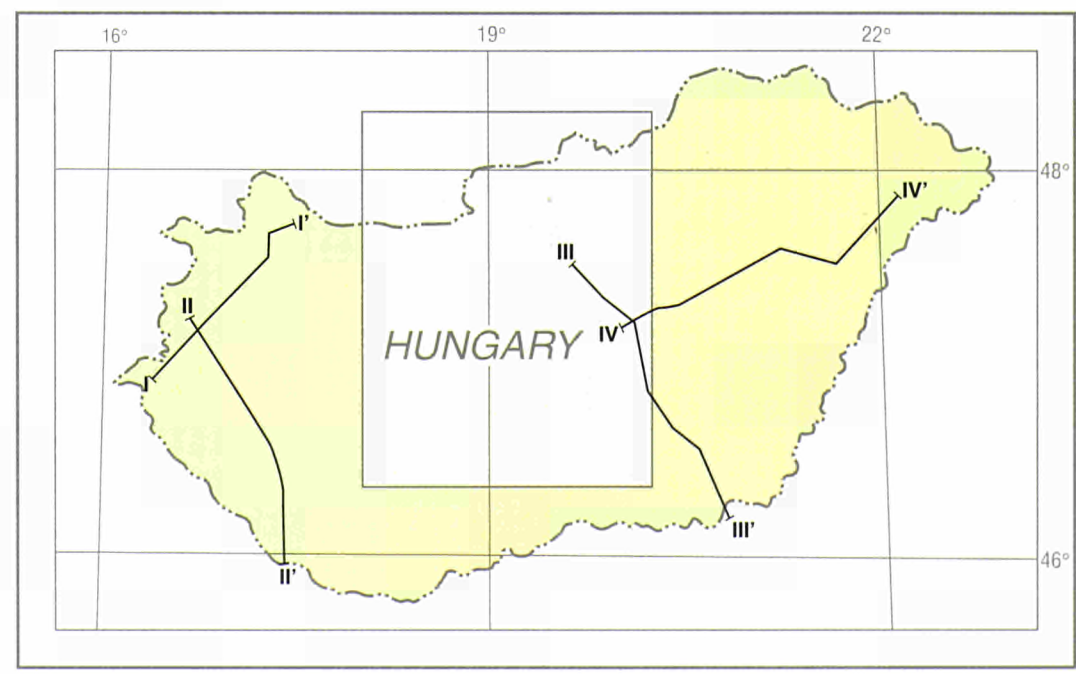 16° 19° 22°
48°
IV'
I'
III
II
IV
HUNGARY
I
III'
46°
II'